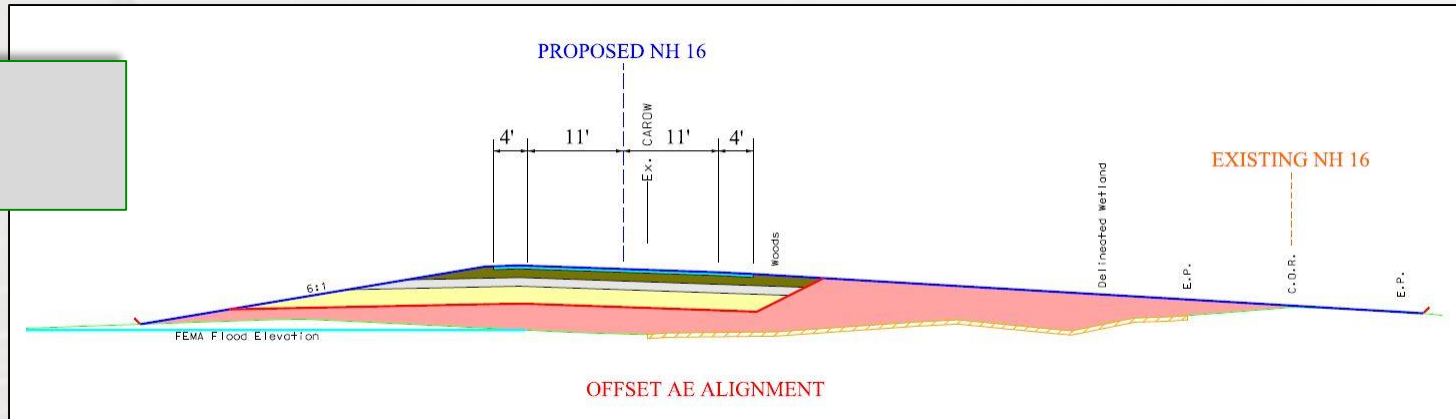 PROPOSED NH 16
4'
11'
Ex. CAROW
11'
4'
EXISTING NH 16
Woods
Delineated Wetland
E.P.
C.O.R.
E.P.
6:1
FEMA Flood Elevation
OFFSET AE ALIGNMENT